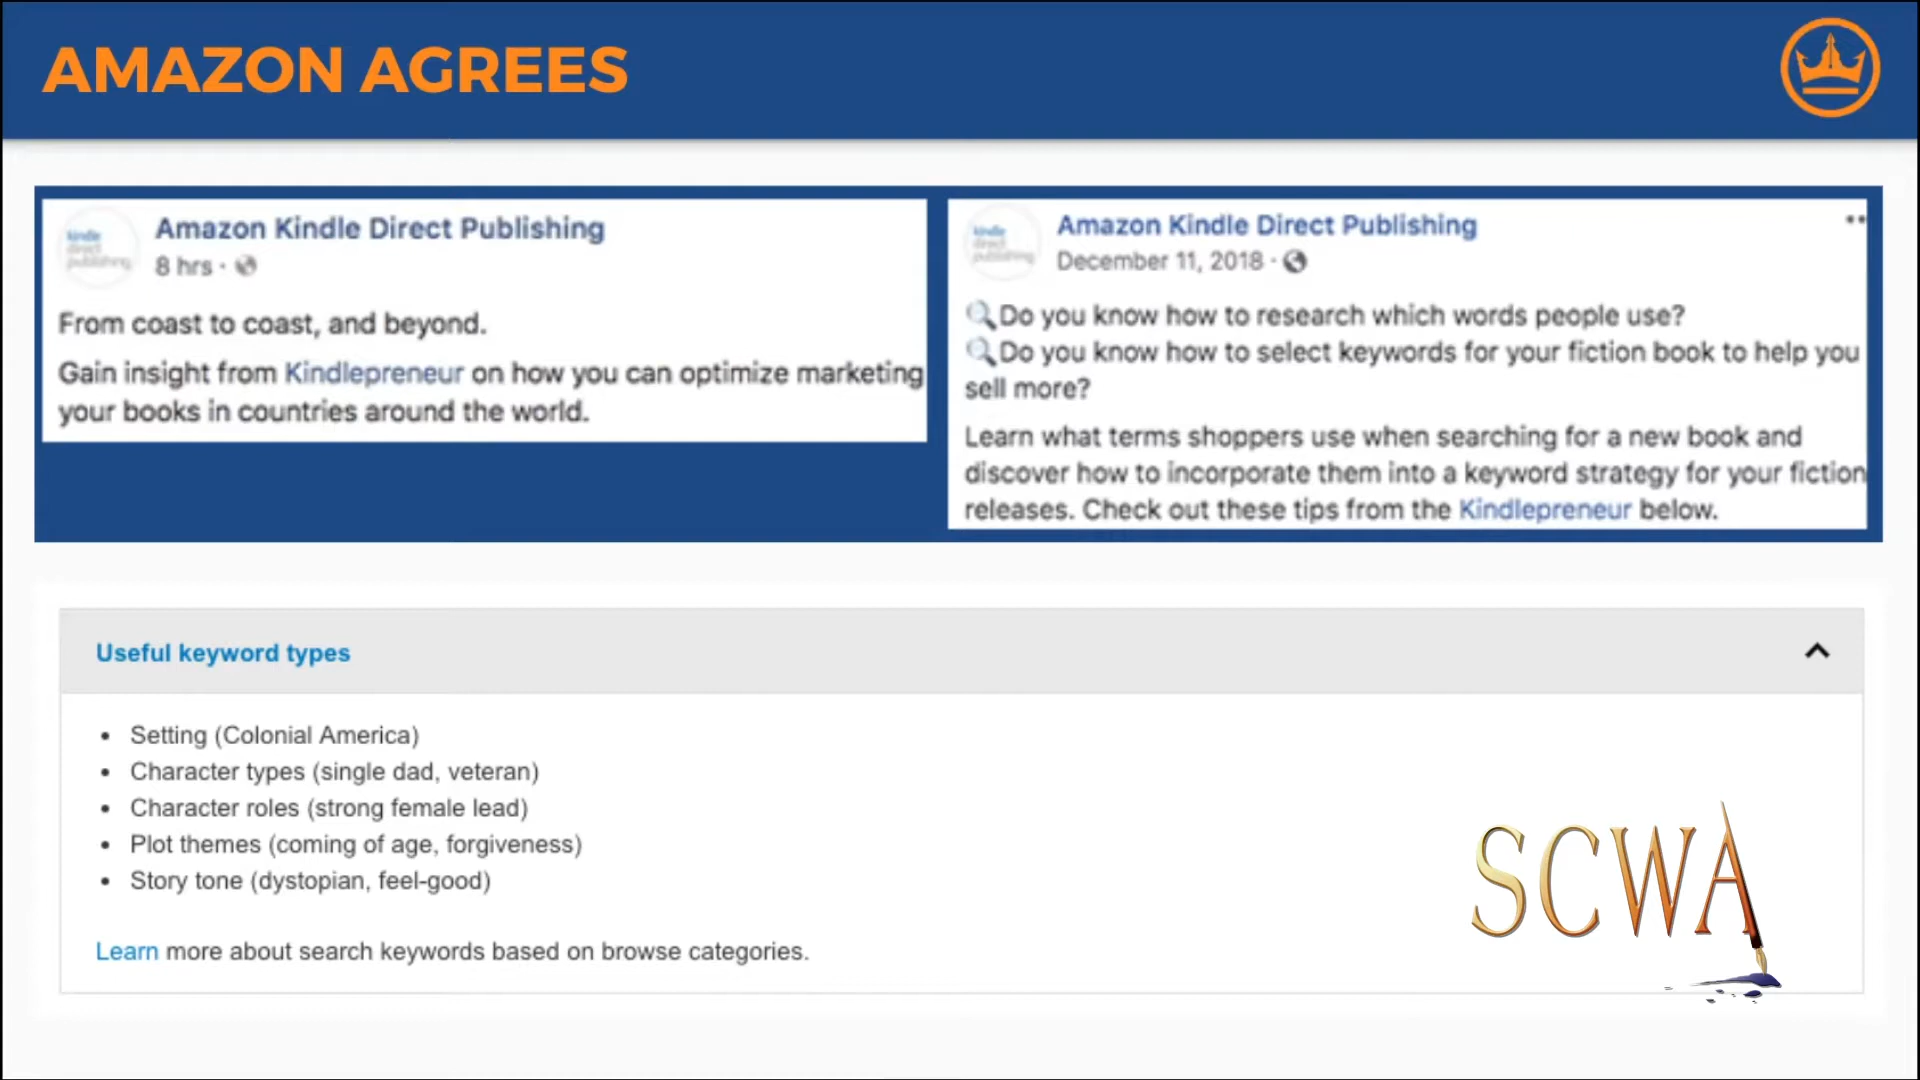 AMAZON AGREES
kindle
direct
publishing
Amazon Kindle Direct Publishing
8 hrs ·
From coast to coast, and beyond.
Gain insight from Kindlepreneur on how you can optimize marketing
your books in countries around the world.
kindle
direct
publishing
Amazon Kindle Direct Publishing
December 11, 2018 ·
Do you know how to research which words people use?
Do you know how to select keywords for your fiction book to help you
sell more?
Learn what terms shoppers use when searching for a new book and
discover how to incorporate them into a keyword strategy for your fiction
releases. Check out these tips from the Kindlepreneur below.
Useful keyword types
• Setting (Colonial America)
• Character types (single dad, veteran)
• Character roles (strong female lead)
• Plot themes (coming of age, forgiveness)
• Story tone (dystopian, feel-good)
Learn more about search keywords based on browse categories.
SCWA